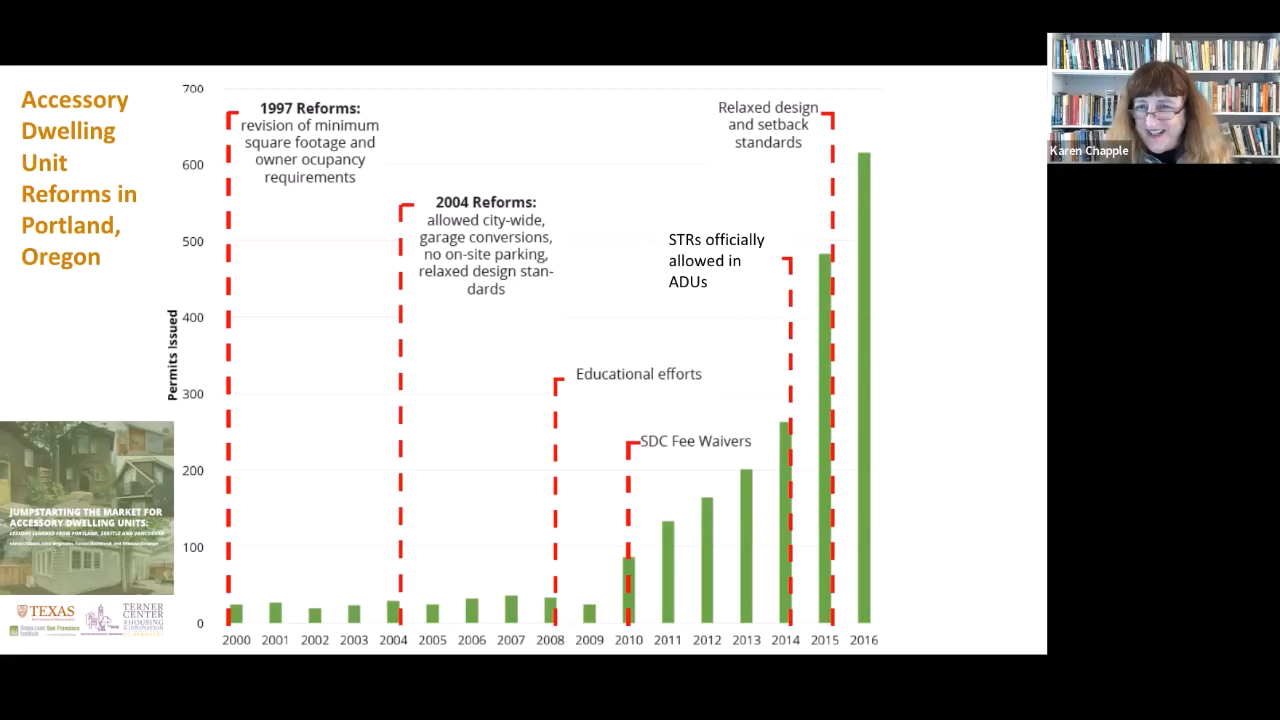 Accessory
Dwelling
Unit
Reforms in
Portland,
Oregon
Karen Chapple
700
600
500
400
300
200
100
0
Permits Issued
1997 Reforms:
revision of minimum
square footage and
owner ocupancy
requirements
2004 Reforms:
allowed city-wide,
garage conversions,
no on-site parking,
relaxed design stan-
dards
Educational efforts
SDC Fee Waivers
STRs officially
allowed in
ADUs
Relaxed design
and setback
standards
2000 2001 2002 2003 2004 2005 2006 2007 2008 2009 2010 2011 2012 2013 2014 2015 2016
JUMPSTARTING THE MARKET FOR
ACCESSORY DWELLING UNITS:
LESSONS LEARNED FROM PORTLAND, SEATTLE AND VANCOUVER
TEXAS
TERNER
CENTER
HOUSING
INNOVATION